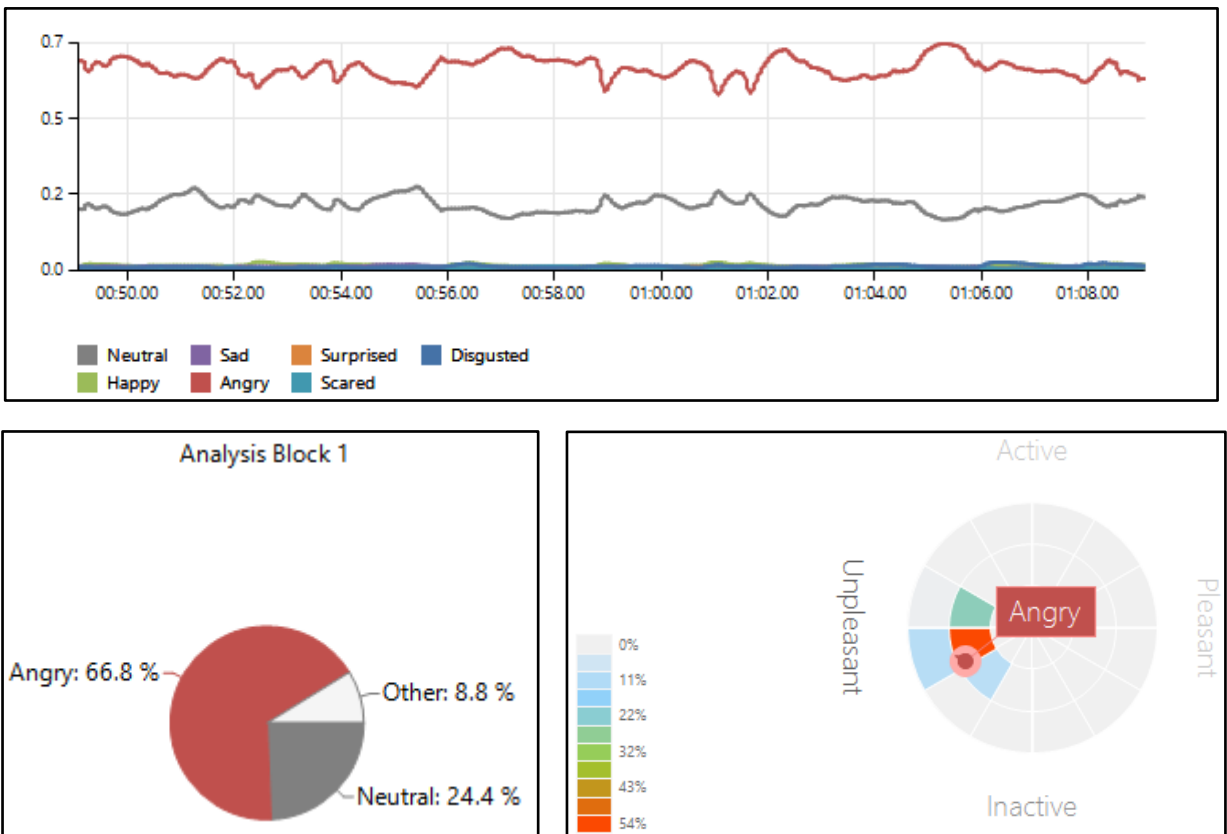 0.7
0.5
0.2
0.0
00:50.00 00:52.00 00:54.00 00:56.00 00:58.00 01:00.00 01:02.00 01:04.00 01:06.00 01:08.00
Neutral Sad Surprised Disgusted
Happy Angry Scared
Analysis Block 1
Angry: 66.8 %
Other: 8.8 %
Neutral: 24.4 %
Active
Unpleasant
Pleasant
Angry
Inactive
0%
11%
22%
32%
43%
54%